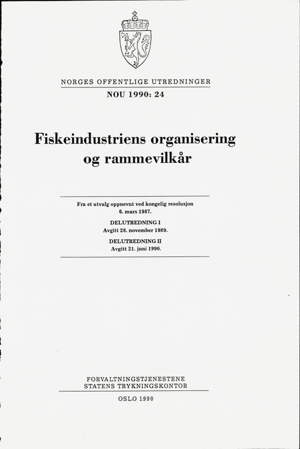 NORGES OFFENTLIGE UTREDNINGER
NOU 1990: 24
Fiskeindustriens organisering
og rammevilkår
Fra et utvalg oppnevnt ved kongelig resolusjon
6. mars 1987.
DELUTREDNING I
Avgitt 28. november 1989.
DELUTREDNING II
Avgitt 21. juni 1990.
FORVALTNINGSTJENESTENE
STATENS TRYKNINGSKONTOR
OSLO 1990